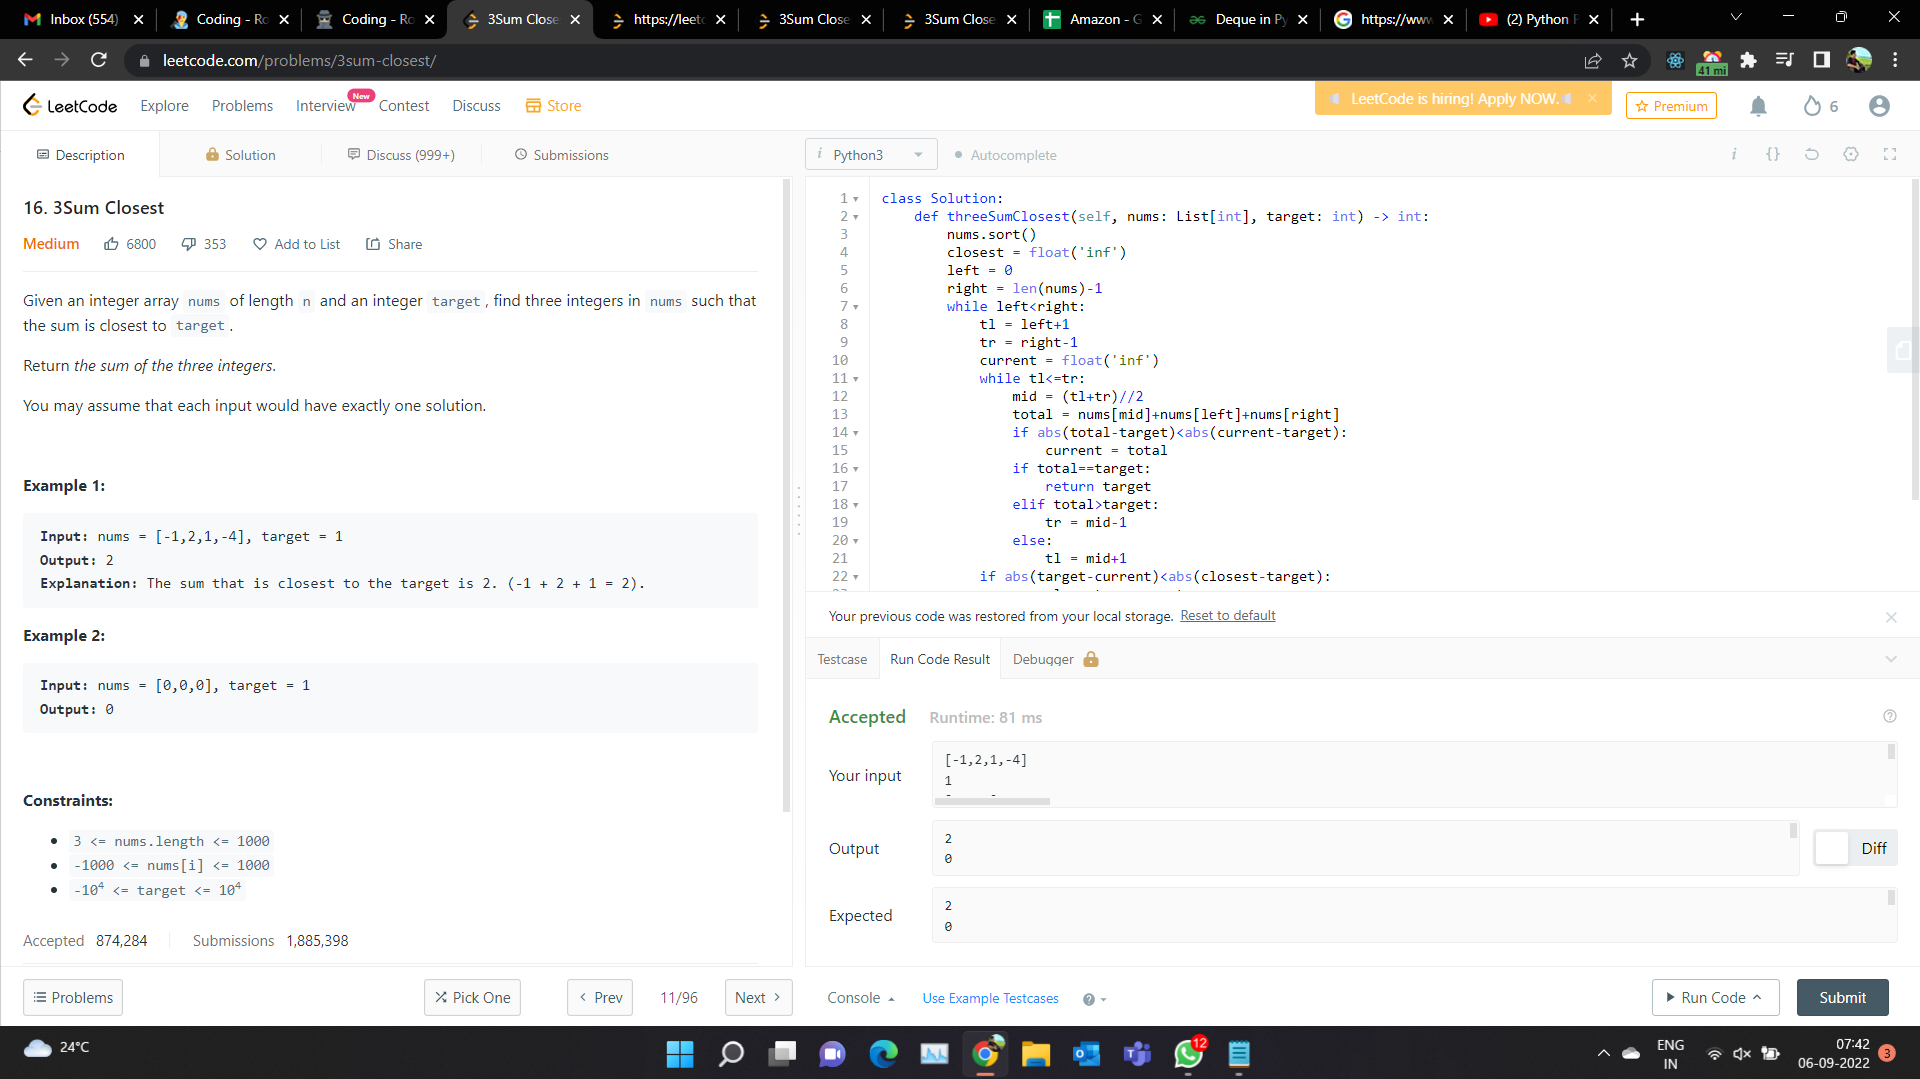 Inbox (554)
Coding - Ro
Coding - Ro
3Sum Close
https://leetc
3Sum Close
3Sum Close
Amazon - G
Deque in Py
https://www
(2) Python F
leetcode.com/problems/3sum-closest/
41 mi
LeetCode
Explore
Problems
Interview
New
Contest
Discuss
Store
LeetCode is hiring! Apply NOW.
Premium
6
Description
Solution
Discuss (999+)
Submissions
Python3
Autocomplete
16. 3Sum Closest
Medium
6800
353
Add to List
Share
Given an integer array nums of length n and an integer target, find three integers in nums such that
the sum is closest to target.
Return the sum of the three integers.
You may assume that each input would have exactly one solution.
Example 1:
Input: nums = [-1,2,1,-4], target = 1
Output: 2
Explanation: The sum that is closest to the target is 2. (-1 + 2 + 1 = 2).
Example 2:
Input: nums = [0,0,0], target = 1
Output: 0
Constraints:
3 <= nums.length <= 1000
-1000 <= nums[i] <= 1000
-10⁴ <= target <= 10⁴
Accepted 874,284
Submissions 1,885,398
Problems
Pick One
Prev
11/96
Next
1 class Solution:
2 def threeSumClosest(self, nums: List[int], target: int) -> int:
3 nums.sort()
4 closest = float('inf')
5 left = 0
6 right = len(nums)-1
7 while left<right:
8 tl = left+1
9 tr = right-1
10 current = float('inf')
11 while tl<=tr:
12 mid = (tl+tr)//2
13 total = nums[mid]+nums[left]+nums[right]
14 if abs(total-target)<abs(current-target):
15 current = total
16 if total==target:
17 return target
18 elif total>target:
19 tr = mid-1
20 else:
21 tl = mid+1
22 if abs(target-current)<abs(closest-target):
Your previous code was restored from your local storage. Reset to default
Testcase
Run Code Result
Debugger
Accepted
Runtime: 81 ms
Your input
[-1,2,1,-4]
1
Output
2
0
Diff
Expected
2
0
Console
Use Example Testcases
Run Code
Submit
24°C
12
ENG
IN
07:42
06-09-2022
3